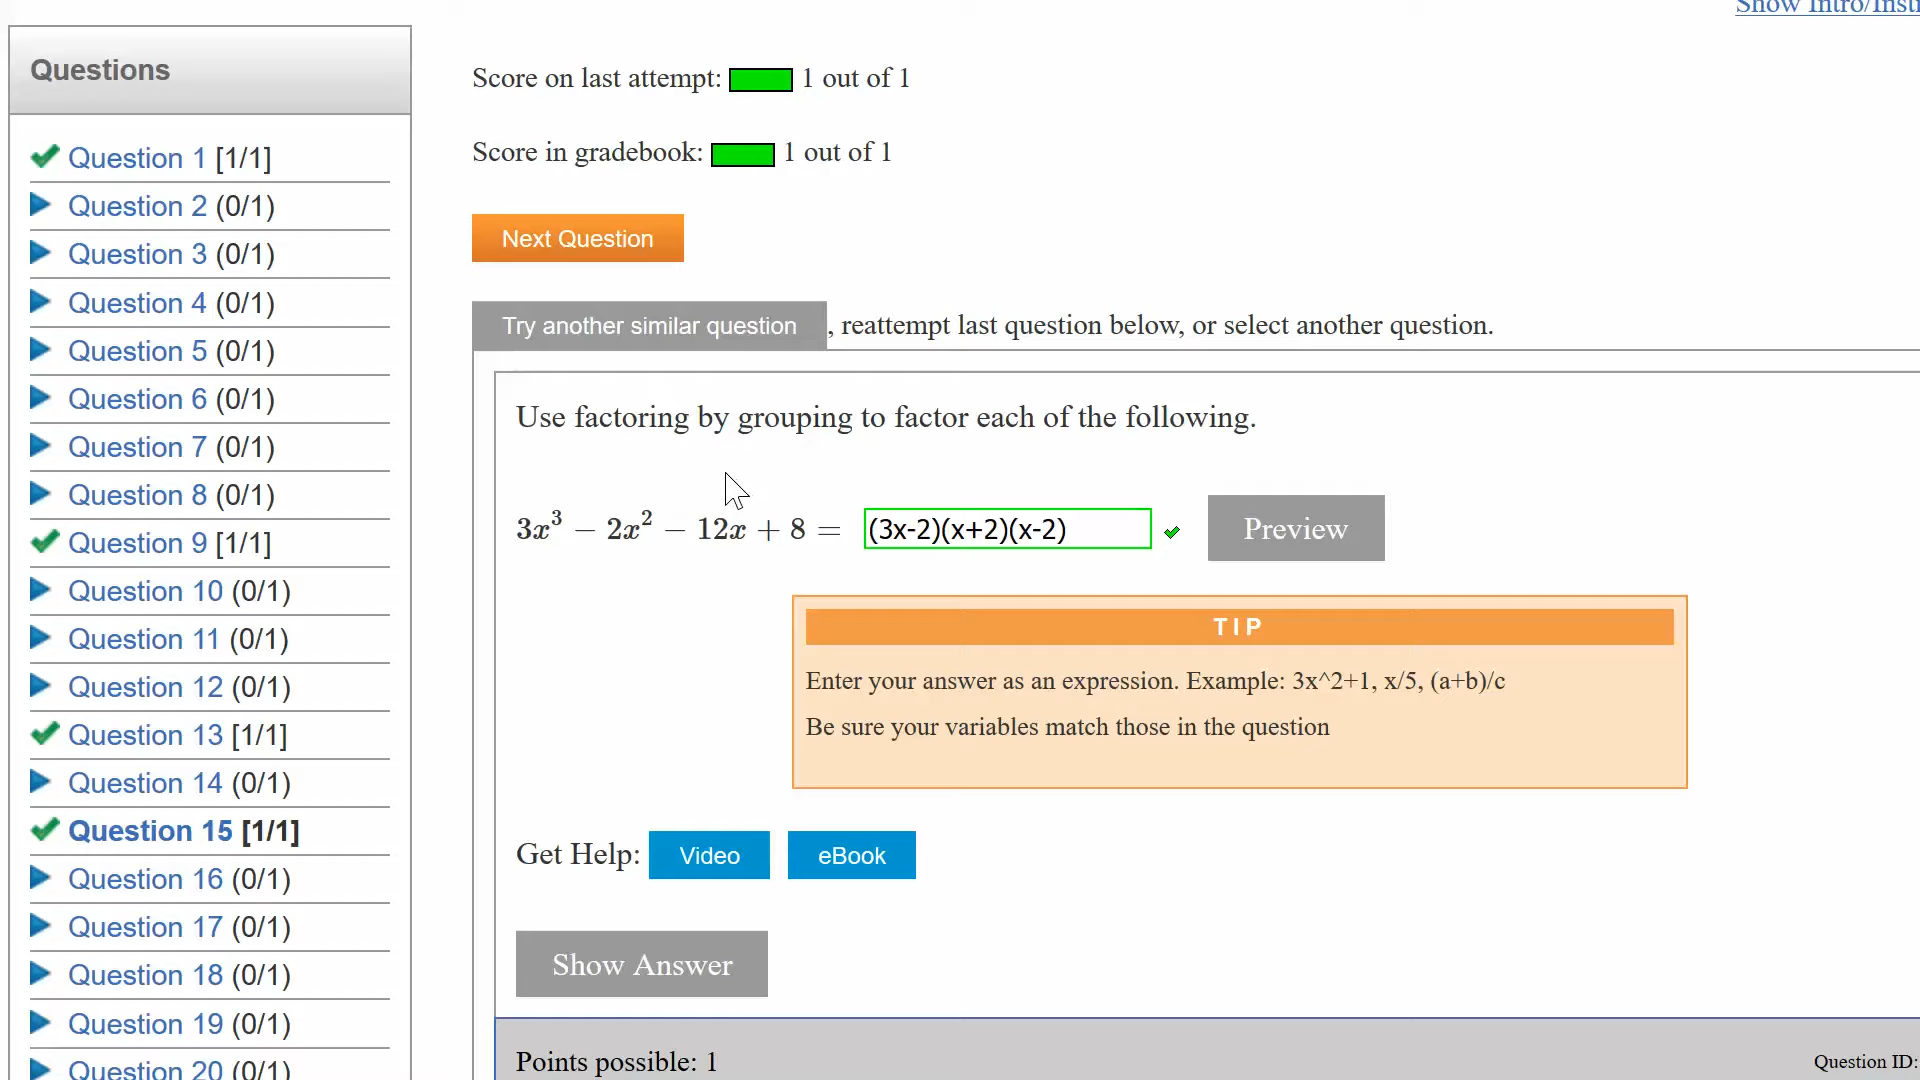 Show Intro/Inst
Questions
Score on last attempt: 1 out of 1
Score in gradebook: 1 out of 1
Question 1 [1/1]
Question 2 (0/1)
Question 3 (0/1)
Question 4 (0/1)
Question 5 (0/1)
Question 6 (0/1)
Question 7 (0/1)
Question 8 (0/1)
Question 9 [1/1]
Question 10 (0/1)
Question 11 (0/1)
Question 12 (0/1)
Question 13 [1/1]
Question 14 (0/1)
Question 15 [1/1]
Question 16 (0/1)
Question 17 (0/1)
Question 18 (0/1)
Question 19 (0/1)
Question 20 (0/1)
Next Question
Try another similar question , reattempt last question below, or select another question.
Use factoring by grouping to factor each of the following.
3x³ − 2x² − 12x + 8 = (3x-2)(x+2)(x-2) Preview
TIP
Enter your answer as an expression. Example: 3x^2+1, x/5, (a+b)/c
Be sure your variables match those in the question
Get Help: Video eBook
Show Answer
Points possible: 1
Question ID: